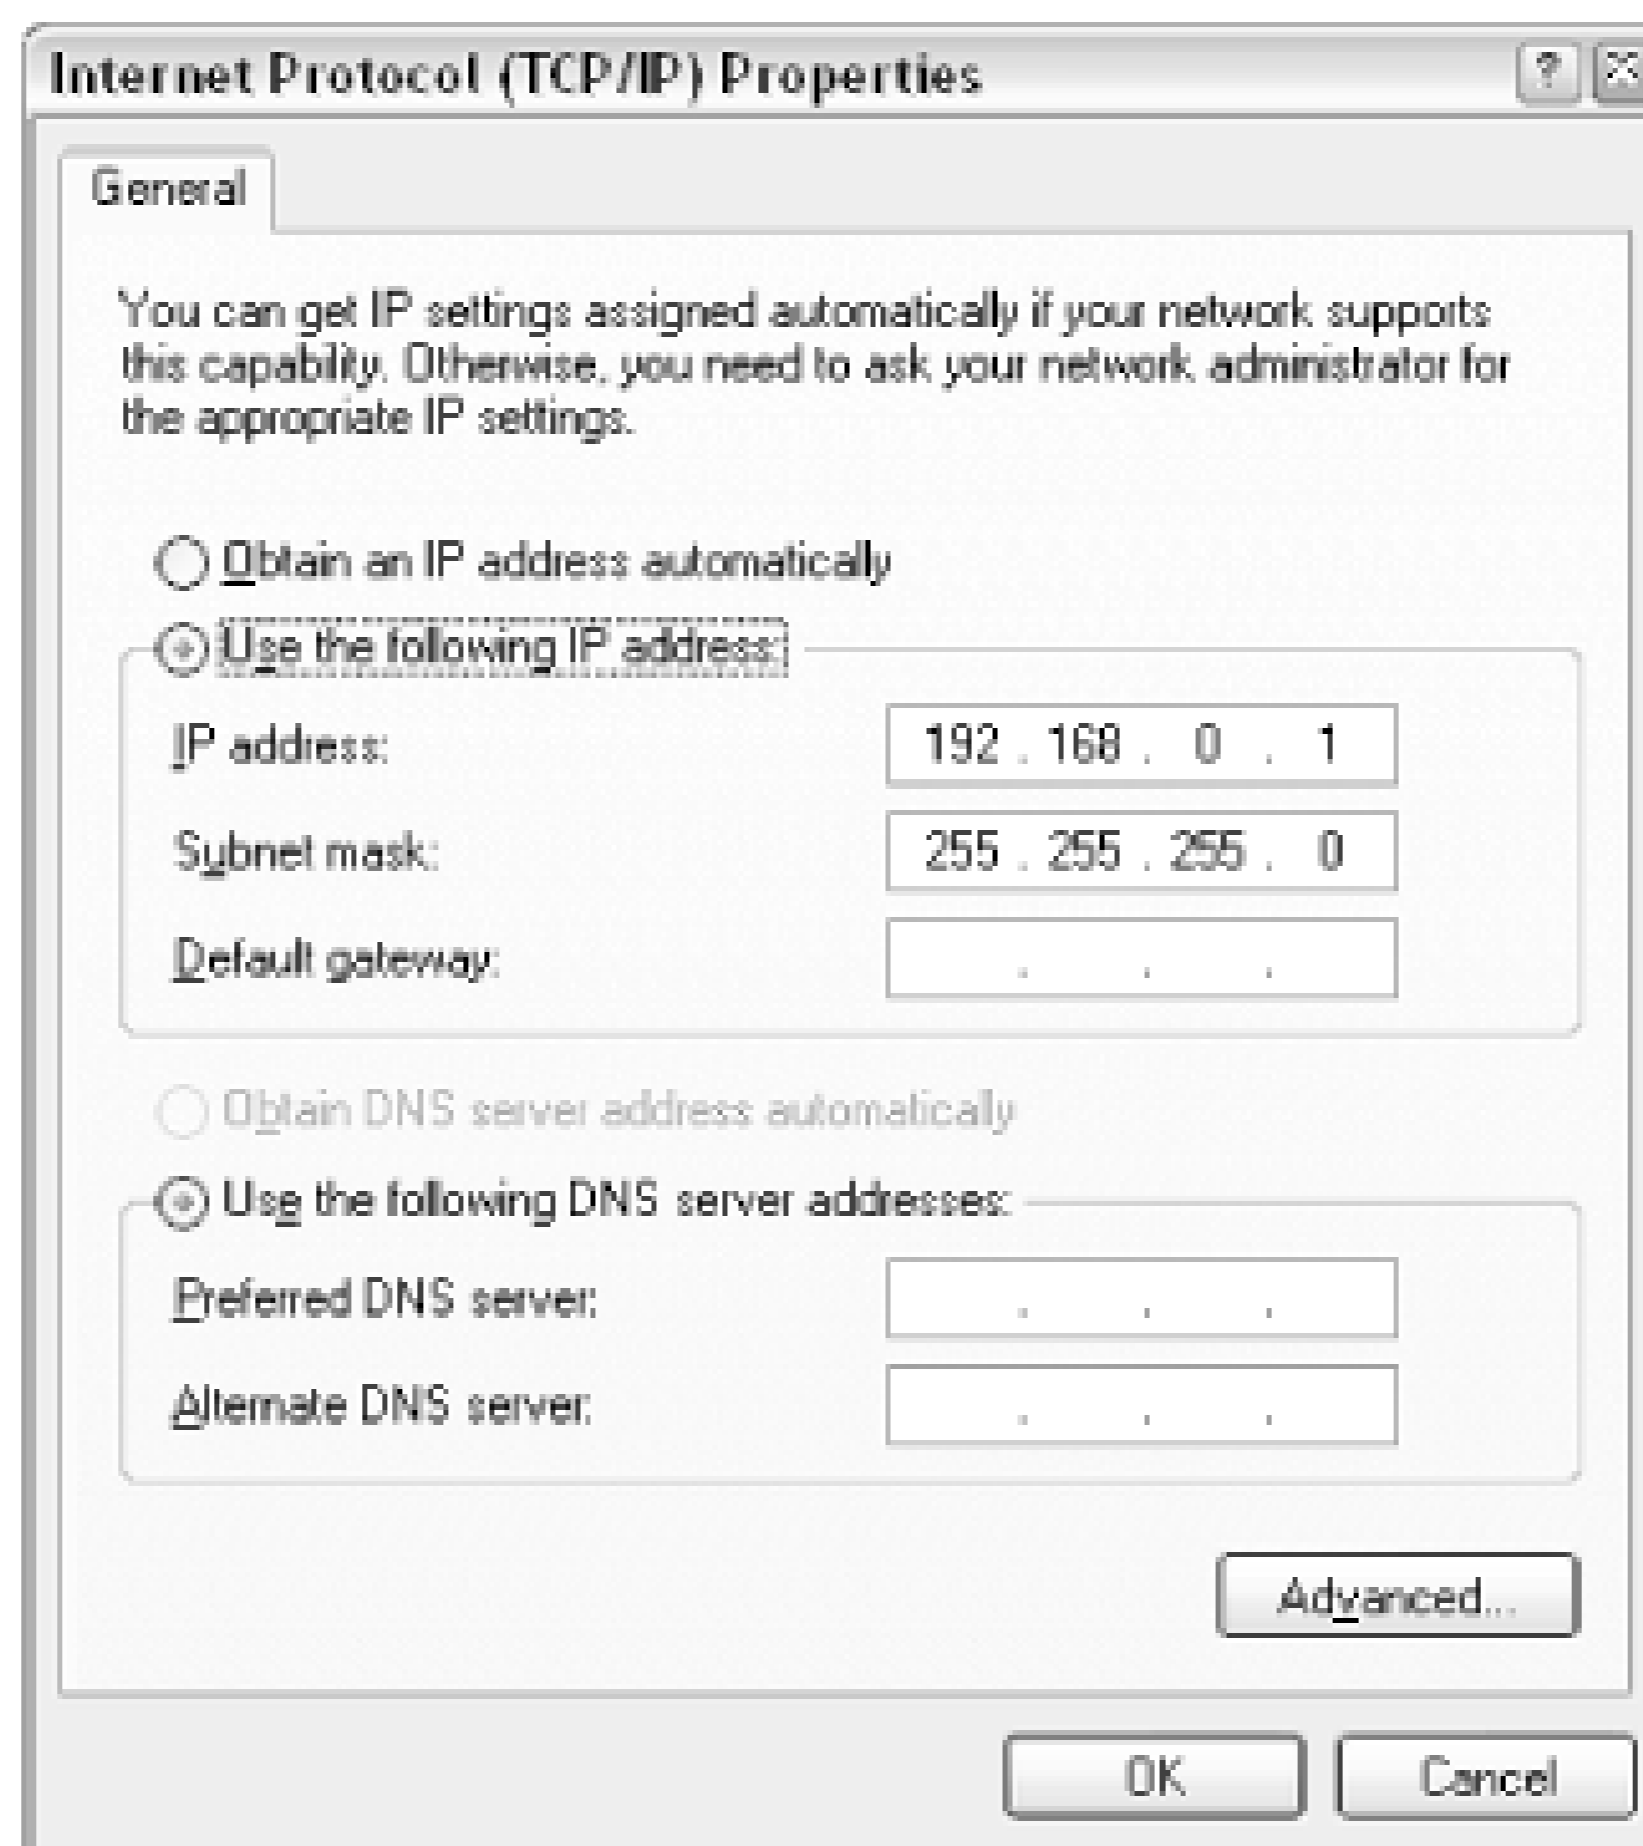 Internet Protocol (TCP/IP) Properties ?
General
You can get IP settings assigned automatically if your network supports
this capability. Otherwise, you need to ask your network administrator for
the appropriate IP settings.
Obtain an IP address automatically
Use the following IP address:
IP address: 192 . 168 . 0 . 1
Subnet mask: 255 . 255 . 255 . 0
Default gateway: . . .
Obtain DNS server address automatically
Use the following DNS server addresses:
Preferred DNS server: . . .
Alternate DNS server: . . .
Advanced...
OK Cancel